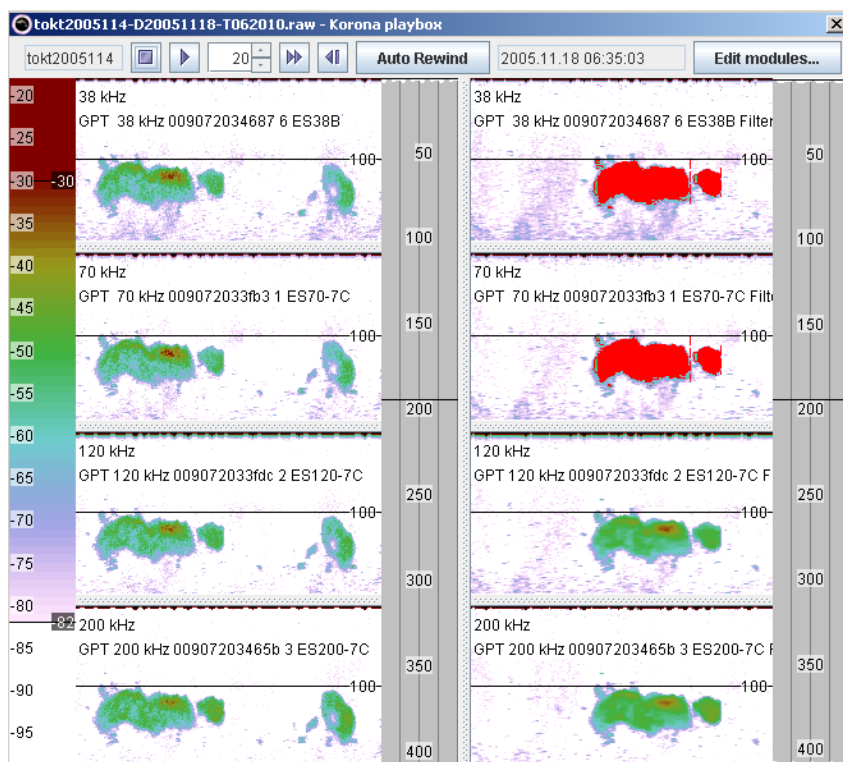 tokt2005114-D20051118-T062010.raw - Korona playbox
tokt2005114 20 Auto Rewind 2005.11.18 06:35:03 Edit modules...
-20
-25
-30 -30
-35
-40
-45
-50
-55
-60
-65
-70
-75
-80
-82
-85
-90
-95
38 kHz
GPT 38 kHz 009072034687 6 ES38B
100
70 kHz
GPT 70 kHz 009072033fb3 1 ES70-7C
100
120 kHz
GPT 120 kHz 009072033fdc 2 ES120-7C
100
200 kHz
GPT 200 kHz 00907203465b 3 ES200-7C
100
50
100
150
200
250
300
350
400
38 kHz
GPT 38 kHz 009072034687 6 ES38B Filter
100
70 kHz
GPT 70 kHz 009072033fb3 1 ES70-7C Filt
100
120 kHz
GPT 120 kHz 009072033fdc 2 ES120-7C F
100
200 kHz
GPT 200 kHz 00907203465b 3 ES200-7C F
100
50
100
150
200
250
300
350
400